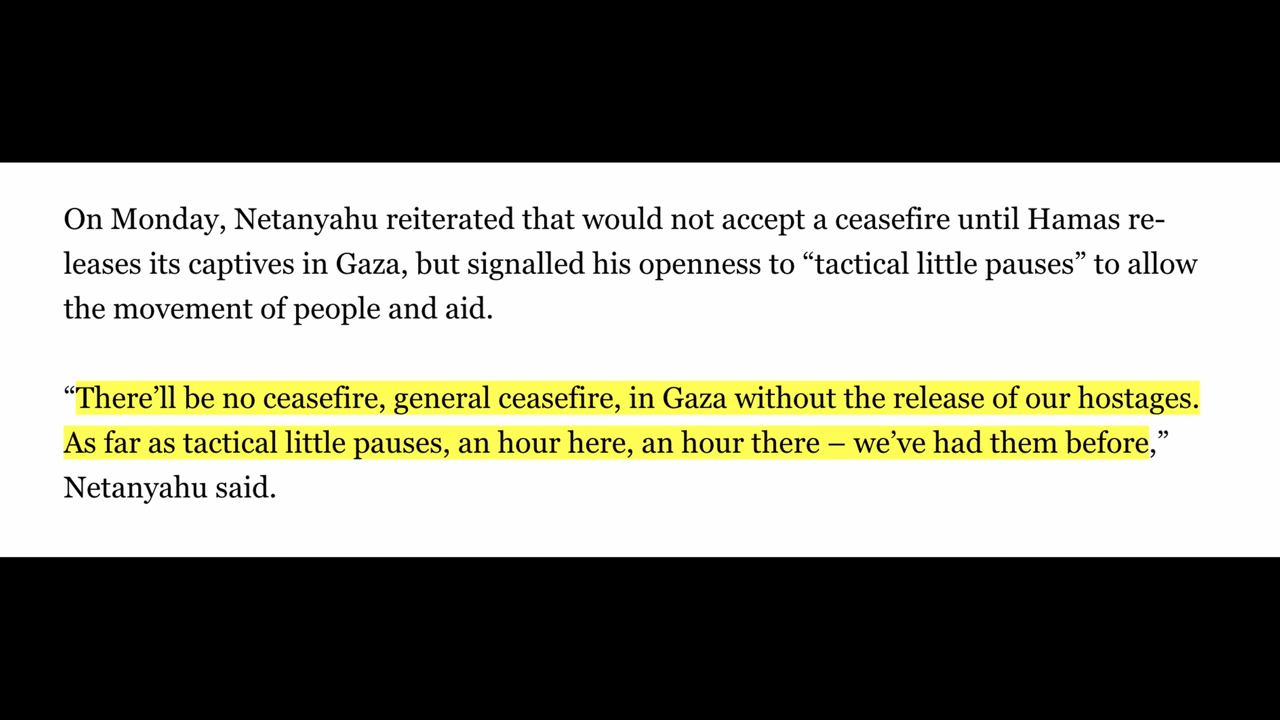 On Monday, Netanyahu reiterated that would not accept a ceasefire until Hamas re-
leases its captives in Gaza, but signalled his openness to “tactical little pauses” to allow
the movement of people and aid.
“There’ll be no ceasefire, general ceasefire, in Gaza without the release of our hostages.
As far as tactical little pauses, an hour here, an hour there – we’ve had them before,”
Netanyahu said.